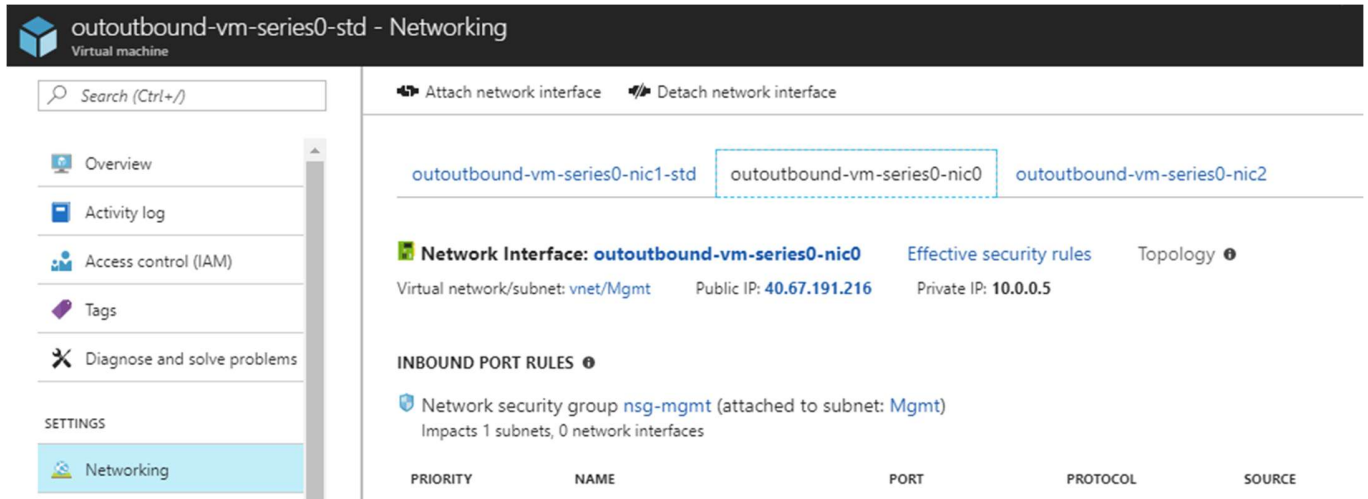 outoutbound-vm-series0-std - Networking
Virtual machine
Search (Ctrl+/)
Overview
Activity log
Access control (IAM)
Tags
Diagnose and solve problems
SETTINGS
Networking
Attach network interface Detach network interface
outoutbound-vm-series0-nic1-std outoutbound-vm-series0-nic0 outoutbound-vm-series0-nic2
Network Interface: outoutbound-vm-series0-nic0 Effective security rules Topology
Virtual network/subnet: vnet/Mgmt Public IP: 40.67.191.216 Private IP: 10.0.0.5
INBOUND PORT RULES
Network security group nsg-mgmt (attached to subnet: Mgmt)
Impacts 1 subnets, 0 network interfaces
PRIORITY NAME PORT PROTOCOL SOURCE